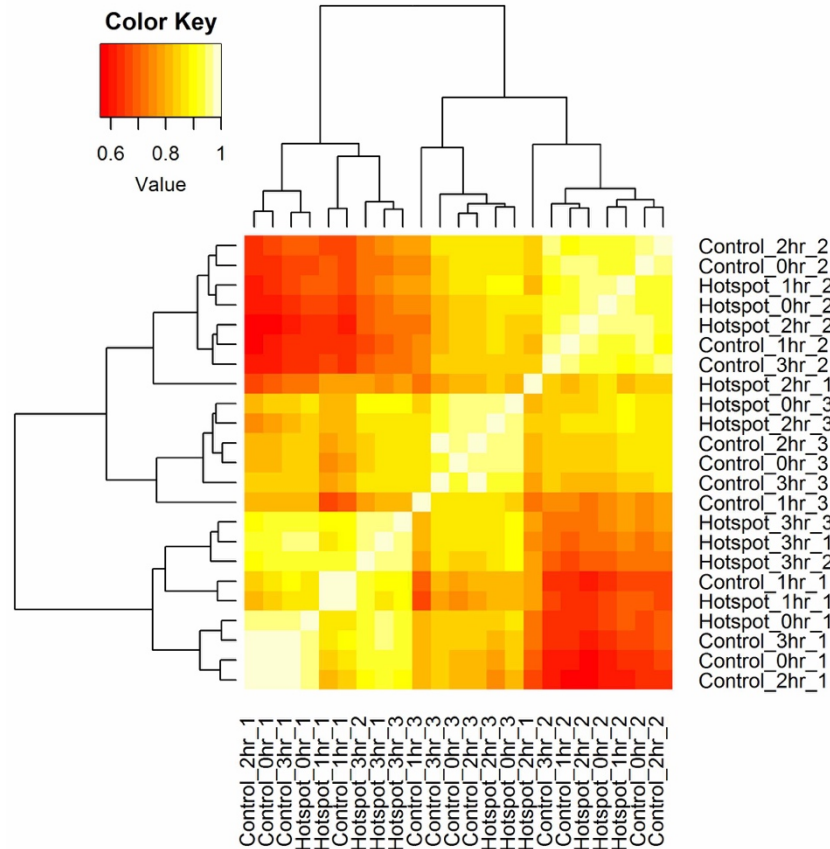 Color Key
0.6 0.8 1
Value
Control_2hr_2
Control_0hr_2
Hotspot_1hr_2
Hotspot_0hr_2
Hotspot_2hr_2
Control_1hr_2
Control_3hr_2
Hotspot_2hr_1
Hotspot_0hr_3
Hotspot_2hr_3
Control_2hr_3
Control_0hr_3
Control_3hr_3
Control_1hr_3
Hotspot_3hr_3
Hotspot_3hr_1
Hotspot_3hr_2
Control_1hr_1
Hotspot_1hr_1
Hotspot_0hr_1
Control_3hr_1
Control_0hr_1
Control_2hr_1
Control_2hr_1
Control_0hr_1
Control_3hr_1
Hotspot_0hr_1
Hotspot_1hr_1
Control_1hr_1
Hotspot_3hr_2
Hotspot_3hr_1
Hotspot_3hr_3
Control_1hr_3
Control_3hr_3
Control_0hr_3
Control_2hr_3
Hotspot_2hr_3
Hotspot_0hr_3
Hotspot_2hr_1
Control_3hr_2
Control_1hr_2
Hotspot_2hr_2
Hotspot_0hr_2
Hotspot_1hr_2
Control_0hr_2
Control_2hr_2